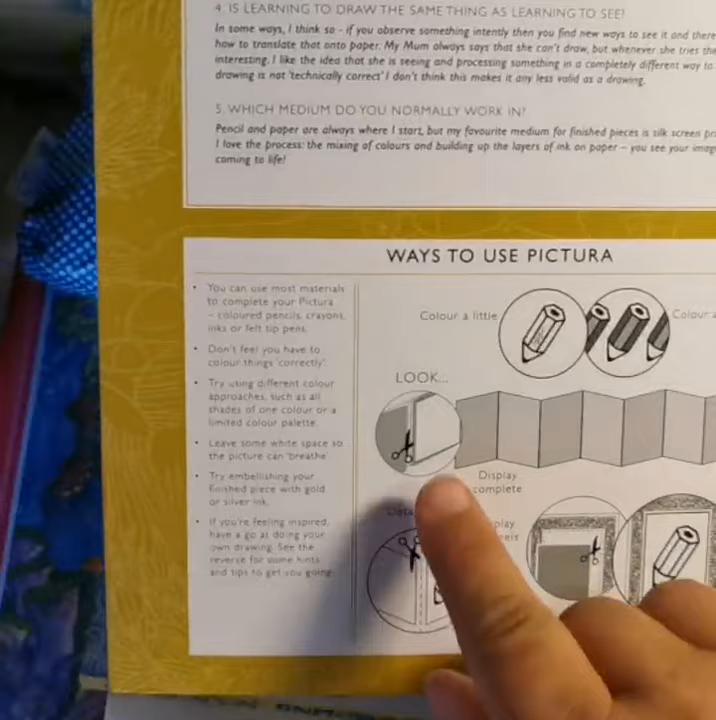 4. IS LEARNING TO DRAW THE SAME THING AS LEARNING TO SEE?
In some ways, I think so - if you observe something intently then you find new ways to see it and there
how to translate that onto paper. My Mum always says that she can't draw, but whenever she tries the
interesting. I like the idea that she is seeing and processing something in a completely different way to
drawing is not 'technically correct' I don't think this makes it any less valid as a drawing.
5. WHICH MEDIUM DO YOU NORMALLY WORK IN?
Pencil and paper are always where I start, but my favourite medium for finished pieces is silk screen
I love the process: the mixing of colours and building up the layers of ink on paper – you see your
coming to life!
WAYS TO USE PICTURA
• You can use most materials
to complete your Pictura
– coloured pencils, crayons,
inks or felt tip pens.
• Don't feel you have to
colour things 'correctly'.
• Try using different colour
approaches, such as all
shades of one colour or a
limited colour palette.
• Leave some white space so
the picture can 'breathe'
• Try embellishing your
finished piece with gold
or silver ink.
• If you're feeling inspired,
have a go at doing your
own drawing. See the
reverse for some hints
and tips to get you going.
Colour a little
Colour
LOOK...
Display
complete